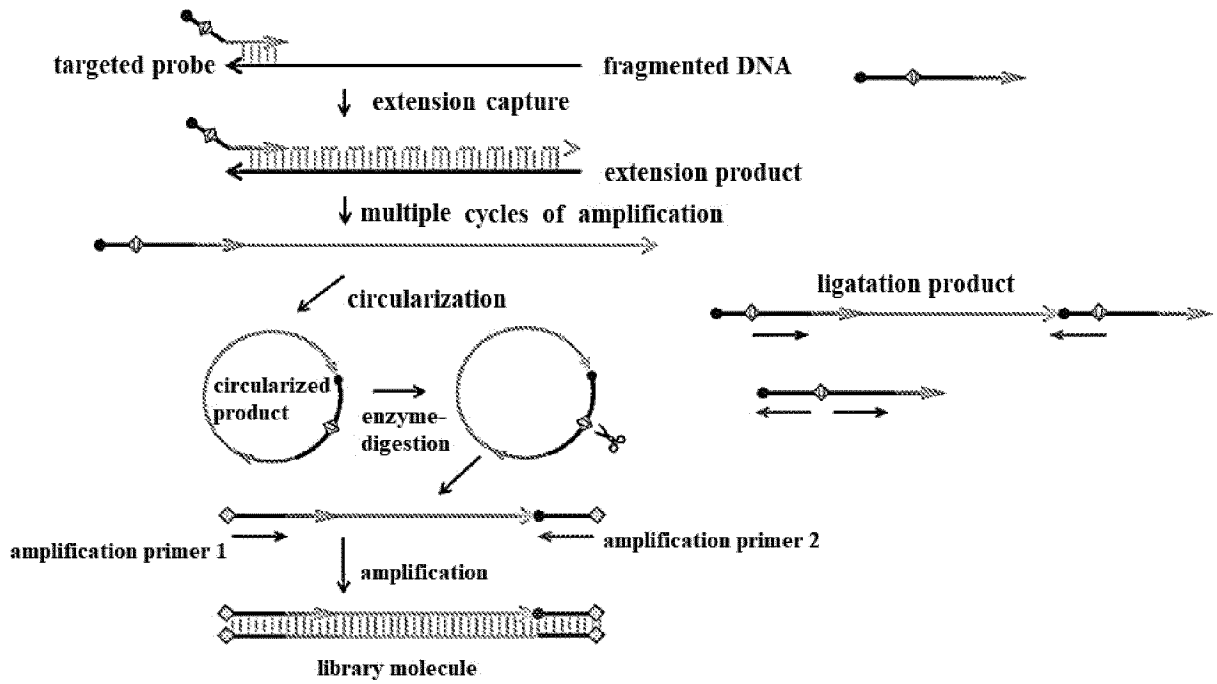 targeted probe
fragmented DNA
extension capture
extension product
multiple cycles of amplification
circularization
ligatation product
circularized
product
enzyme-
digestion
amplification primer 1
amplification primer 2
amplification
library molecule